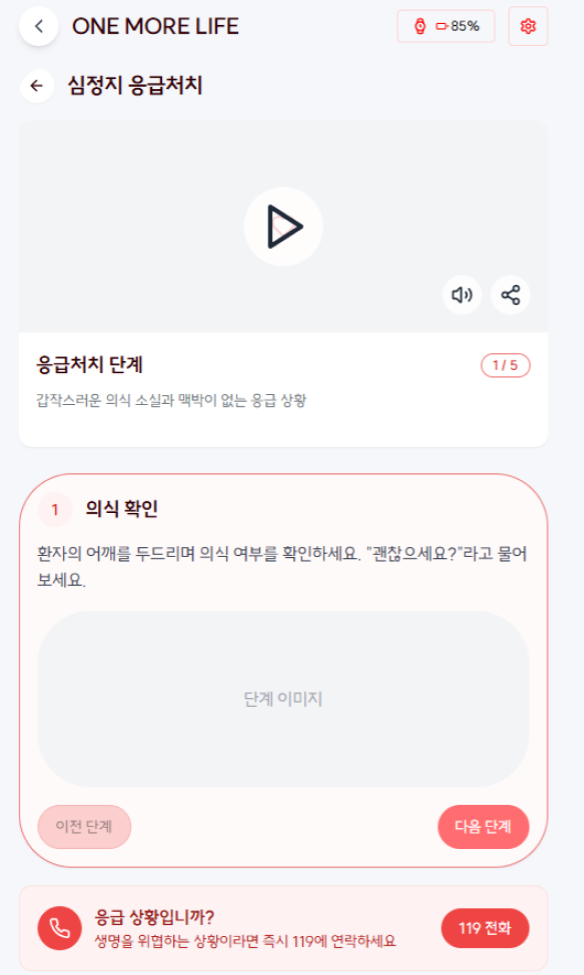 ONE MORE LIFE
85%
심정지 응급처치
응급처치 단계
1 / 5
갑작스러운 의식 소실과 맥박이 없는 응급 상황
1 의식 확인
환자의 어깨를 두드리며 의식 여부를 확인하세요. "괜찮으세요?"라고 물어
보세요.
단계 이미지
이전 단계
다음 단계
응급 상황입니까?
생명을 위협하는 상황이라면 즉시 119에 연락하세요
119 전화